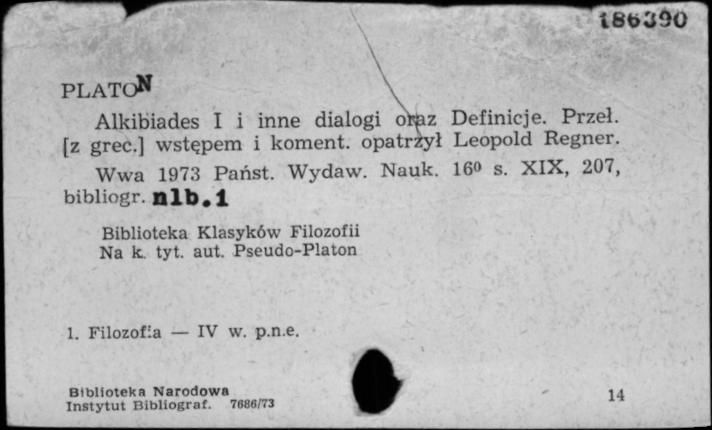 186390
PLATON
Alkibiades I i inne dialogi oraz Definicje. Przeł.
[z grec.] wstępem i koment. opatrzył Leopold Regner.
Wwa 1973 Państ. Wydaw. Nauk. 16º s. XIX, 207,
bibliogr. nlb.1
Biblioteka Klasyków Filozofii
Na k. tyt. aut. Pseudo-Platon
1. Filozofia — IV w. p.n.e.
Biblioteka Narodowa
Instytut Bibliograf. 7686/73
14